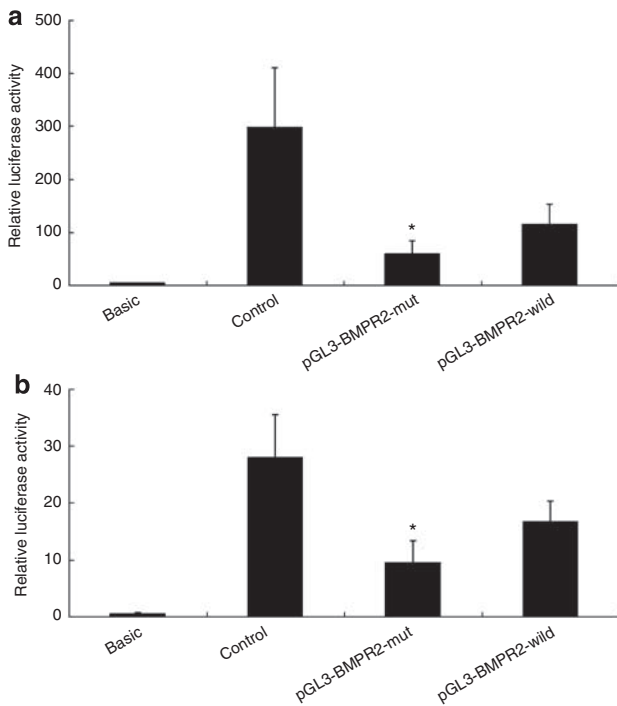 a
Relative luciferase activity
500
400
300
200
100
0
*
Basic
Control
pGL3-BMPR2-mut
pGL3-BMPR2-wild
b
Relative luciferase activity
40
30
20
10
0
*
Basic
Control
pGL3-BMPR2-mut
pGL3-BMPR2-wild